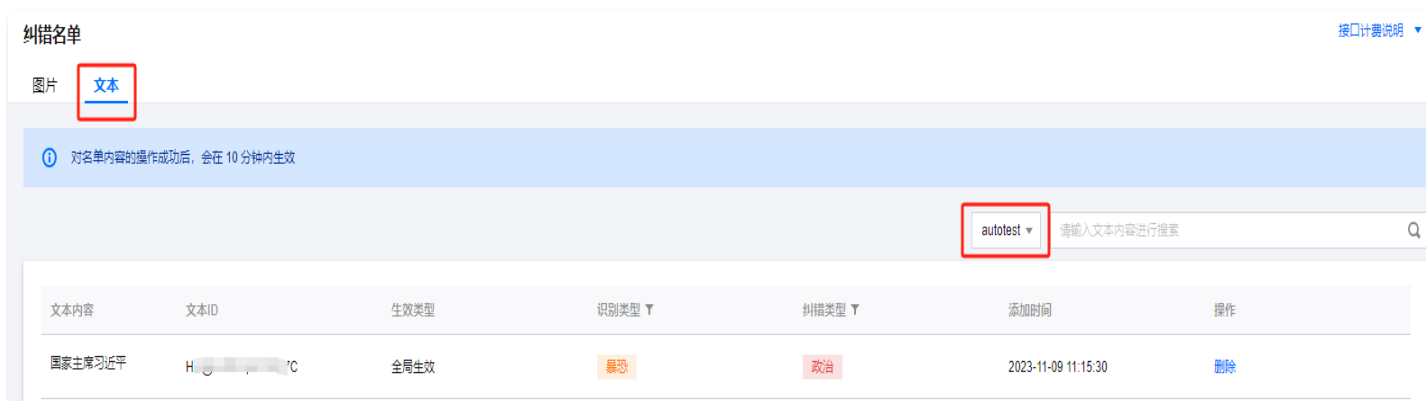 纠错名单 接口计费说明
图片 文本
对名单内容的操作成功后，会在 10 分钟内生效
autotest 请输入文本内容进行搜索
文本内容 文本ID 生效类型 识别类型 纠错类型 添加时间 操作
国家主席习近平 H 7C 全局生效 暴恐 政治 2023-11-09 11:15:30 删除